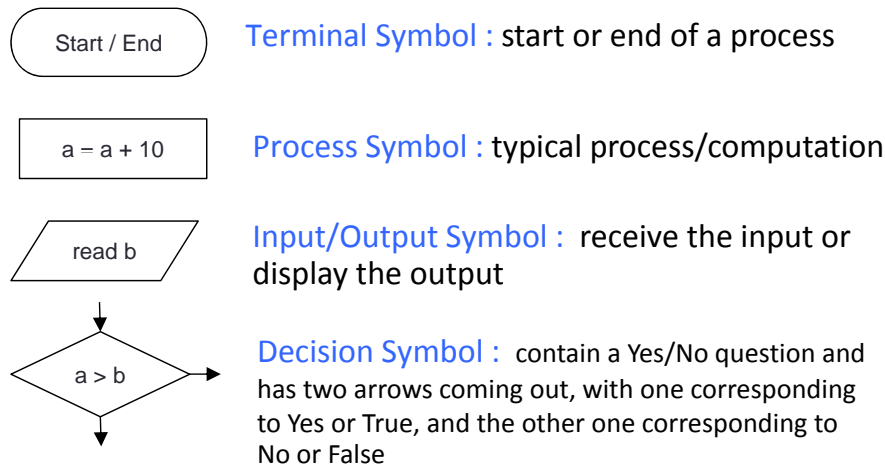 Start / End
Terminal Symbol : start or end of a process
a = a + 10
Process Symbol : typical process/computation
read b
Input/Output Symbol : receive the input or
display the output
a > b
Decision Symbol : contain a Yes/No question and
has two arrows coming out, with one corresponding
to Yes or True, and the other one corresponding to
No or False